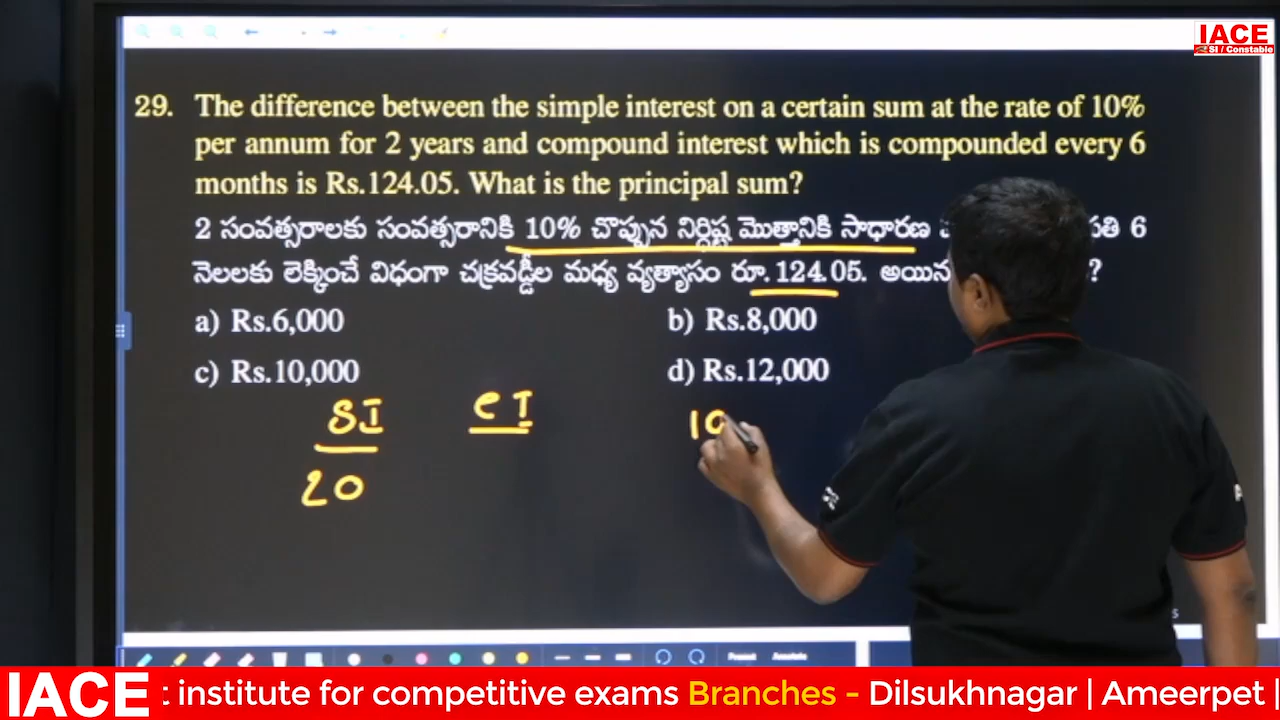 IACE
SI / Constable
29. The difference between the simple interest on a certain sum at the rate of 10%
per annum for 2 years and compound interest which is compounded every 6
months is Rs.124.05. What is the principal sum?
2 సంవత్సరాలకు సంవత్సరానికి 10% చొప్పున నిర్దిష్ట మొత్తానికి సాధారణ 6
నెలలకు లెక్కించే విధంగా చక్రవడ్డీల మధ్య వ్యత్యాసం రూ.124.05. అయిన ?
a) Rs.6,000
b) Rs.8,000
c) Rs.10,000
d) Rs.12,000
SI CI 10
20
IACE institute for competitive exams Branches - Dilsukhnagar | Ameerpet |